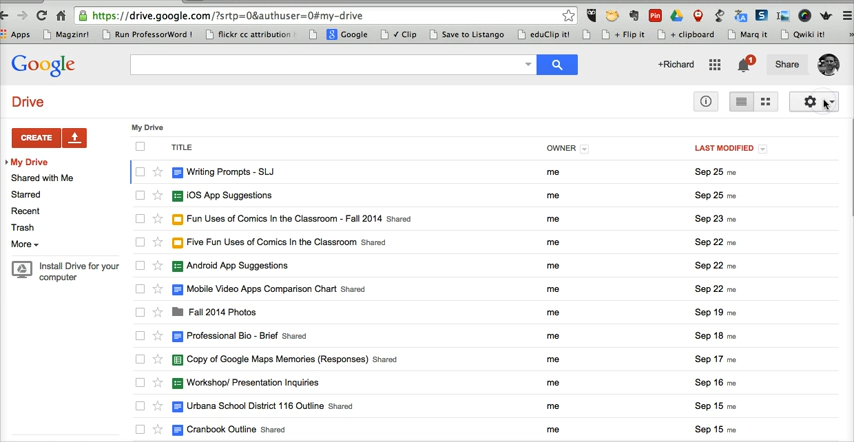 https://drive.google.com/?srtp=0&authuser=0#my-drive
Apps Magzinr! Run ProfessorWord ! flickr cc attribution Google ✓ Clip Save to Listango eduClip it! + Flip it + clipboard Marq it Qwiki it! »
Google +Richard 1 Share
Drive
My Drive
CREATE TITLE OWNER LAST MODIFIED
My Drive
Shared with Me
Starred
Recent
Trash
More
Install Drive for your
computer
Writing Prompts - SLJ me Sep 25 me
iOS App Suggestions me Sep 25 me
Fun Uses of Comics In the Classroom - Fall 2014 Shared me Sep 23 me
Five Fun Uses of Comics In the Classroom Shared me Sep 22 me
Android App Suggestions me Sep 22 me
Mobile Video Apps Comparison Chart Shared me Sep 22 me
Fall 2014 Photos me Sep 19 me
Professional Bio - Brief Shared me Sep 18 me
Copy of Google Maps Memories (Responses) Shared me Sep 17 me
Workshop/ Presentation Inquiries me Sep 16 me
Urbana School District 116 Outline Shared me Sep 15 me
Cranbook Outline Shared me Sep 15 me